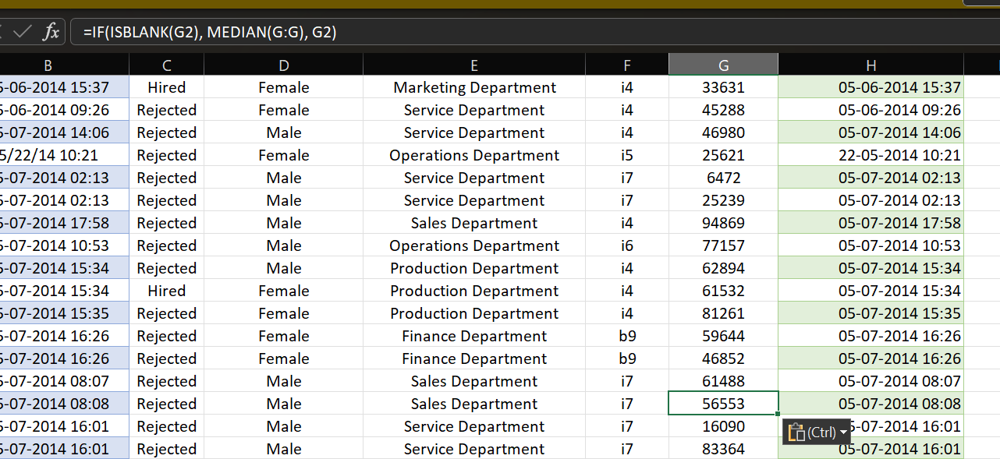 fx =IF(ISBLANK(G2), MEDIAN(G:G), G2)
B C D E F G H
5-06-2014 15:37 Hired Female Marketing Department i4 33631 05-06-2014 15:37
5-06-2014 09:26 Rejected Female Service Department i4 45288 05-06-2014 09:26
5-07-2014 14:06 Rejected Male Service Department i4 46980 05-07-2014 14:06
5/22/14 10:21 Rejected Female Operations Department i5 25621 22-05-2014 10:21
5-07-2014 02:13 Rejected Male Service Department i7 6472 05-07-2014 02:13
5-07-2014 02:13 Rejected Male Service Department i7 25239 05-07-2014 02:13
5-07-2014 17:58 Rejected Male Sales Department i4 94869 05-07-2014 17:58
5-07-2014 10:53 Rejected Male Operations Department i6 77157 05-07-2014 10:53
5-07-2014 15:34 Rejected Male Production Department i4 62894 05-07-2014 15:34
5-07-2014 15:34 Hired Female Production Department i4 61532 05-07-2014 15:34
5-07-2014 15:35 Rejected Female Production Department i4 81261 05-07-2014 15:35
5-07-2014 16:26 Rejected Female Finance Department b9 59644 05-07-2014 16:26
5-07-2014 16:26 Rejected Female Finance Department b9 46852 05-07-2014 16:26
5-07-2014 08:07 Rejected Male Sales Department i7 61488 05-07-2014 08:07
5-07-2014 08:08 Rejected Male Sales Department i7 56553 05-07-2014 08:08
5-07-2014 16:01 Rejected Male Service Department i7 16090 (Ctrl) 5-07-2014 16:01
5-07-2014 16:01 Rejected Male Service Department i7 83364 05-07-2014 16:01